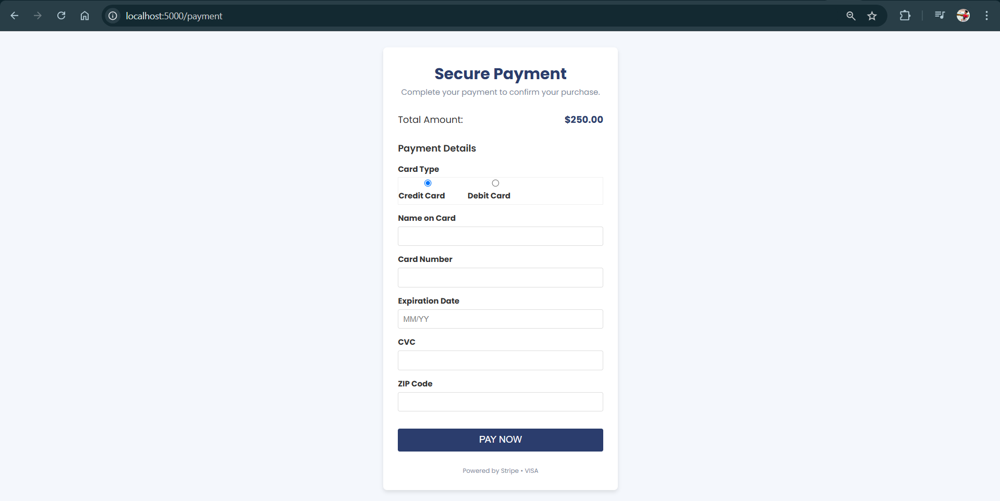 localhost:5000/payment
Secure Payment
Complete your payment to confirm your purchase.
Total Amount: $250.00
Payment Details
Card Type
Credit Card Debit Card
Name on Card
Card Number
Expiration Date
MM/YY
CVC
ZIP Code
PAY NOW
Powered by Stripe • VISA